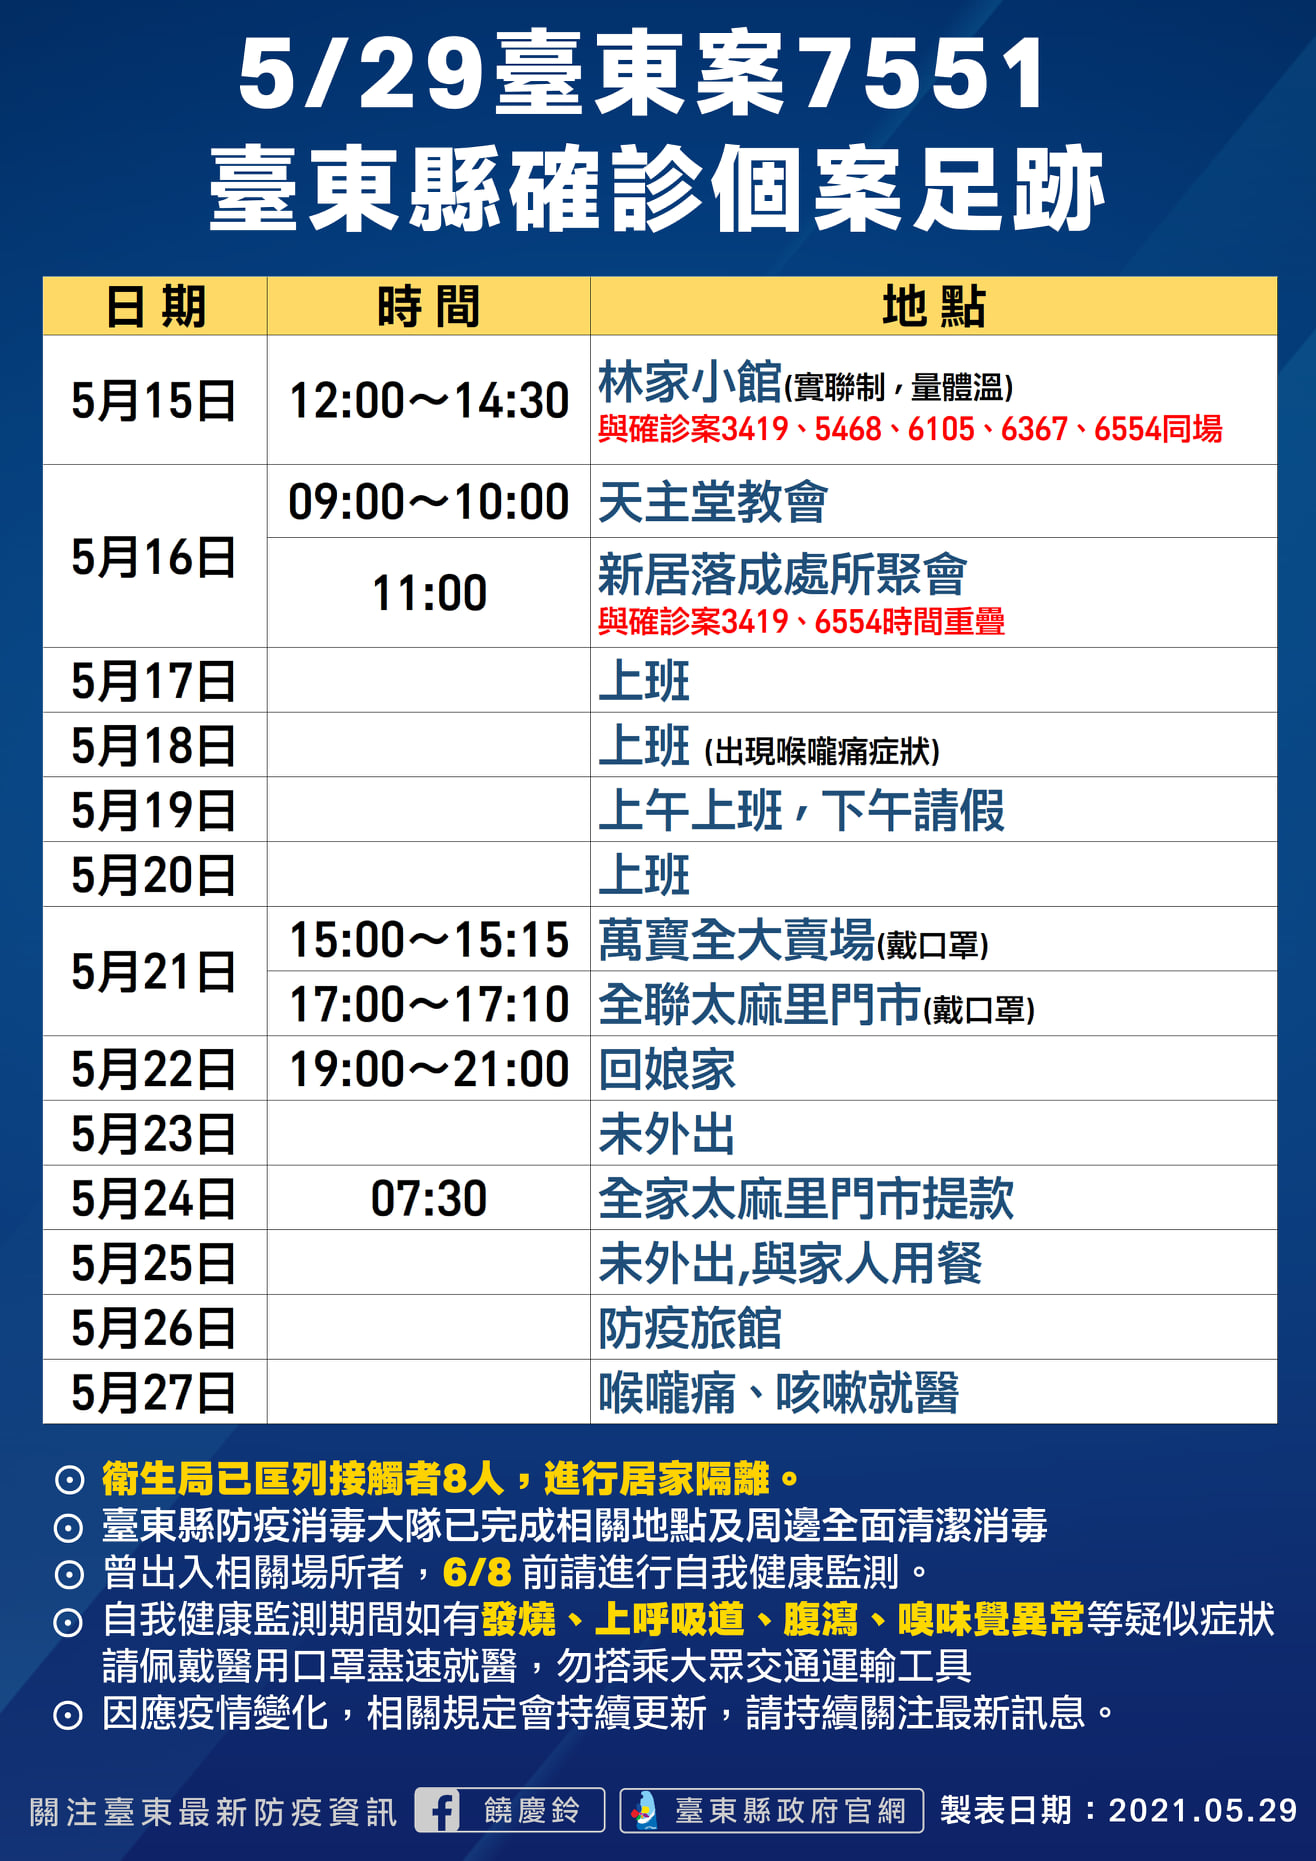 5/29臺東案7551
臺東縣確診個案足跡
日期 時間 地點
5月15日 12:00～14:30 林家小館(實聯制，量體溫)
與確診案3419、5468、6105、6367、6554同場
5月16日 09:00～10:00 天主堂教會
11:00 新居落成處所聚會
與確診案3419、6554時間重疊
5月17日 上班
5月18日 上班 (出現喉嚨痛症狀)
5月19日 上午上班，下午請假
5月20日 上班
5月21日 15:00～15:15 萬寶全大賣場(戴口罩)
17:00～17:10 全聯太麻里門市(戴口罩)
5月22日 19:00～21:00 回娘家
5月23日 未外出
5月24日 07:30 全家太麻里門市提款
5月25日 未外出,與家人用餐
5月26日 防疫旅館
5月27日 喉嚨痛、咳嗽就醫
⊙ 衛生局已匡列接觸者8人，進行居家隔離。
⊙ 臺東縣防疫消毒大隊已完成相關地點及周邊全面清潔消毒
⊙ 曾出入相關場所者，6/8 前請進行自我健康監測。
⊙ 自我健康監測期間如有發燒、上呼吸道、腹瀉、嗅味覺異常等疑似症狀
請佩戴醫用口罩盡速就醫，勿搭乘大眾交通運輸工具
⊙ 因應疫情變化，相關規定會持續更新，請持續關注最新訊息。
關注臺東最新防疫資訊 f 饒慶鈴 臺東縣政府官網 製表日期：2021.05.29